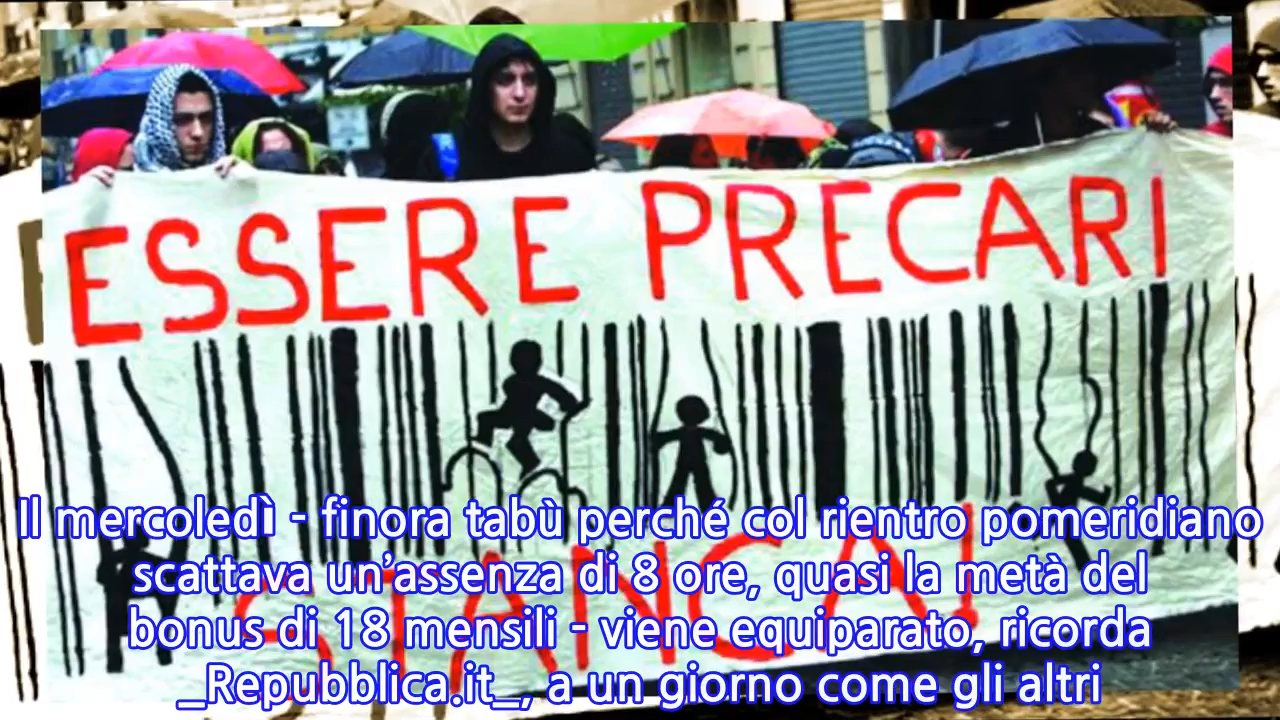 ESSERE PRECARI
STANCA!
Il mercoledì - finora tabù perché col rientro pomeridiano
scattava un’assenza di 8 ore, quasi la metà del
bonus di 18 mensili - viene equiparato, ricorda
_Repubblica.it_, a un giorno come gli altri